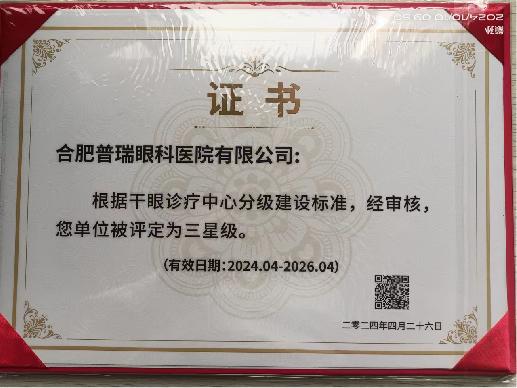 证书
合肥普瑞眼科医院有限公司:
根据干眼诊疗中心分级建设标准，经审核，
您单位被评定为三星级。
（有效日期:2024.04-2026.04）
二零二四年四月二十六日